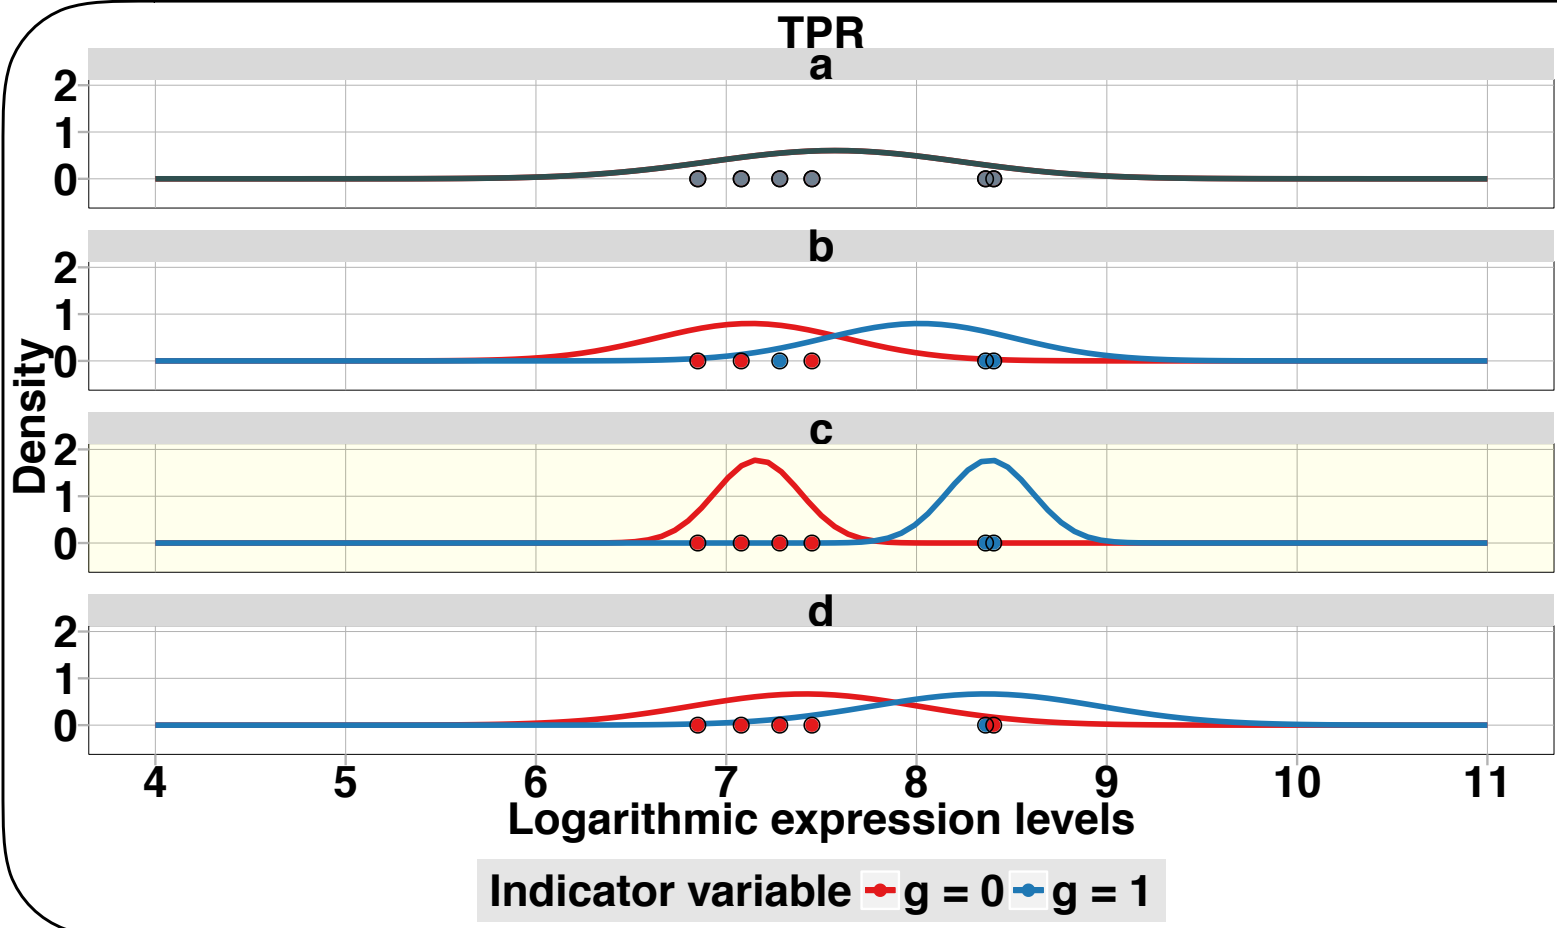 TPR
a
2
1
0
b
2
1
0
c
2
1
0
d
2
1
0
Density
4 5 6 7 8 9 10 11
Logarithmic expression levels
Indicator variable g = 0 g = 1